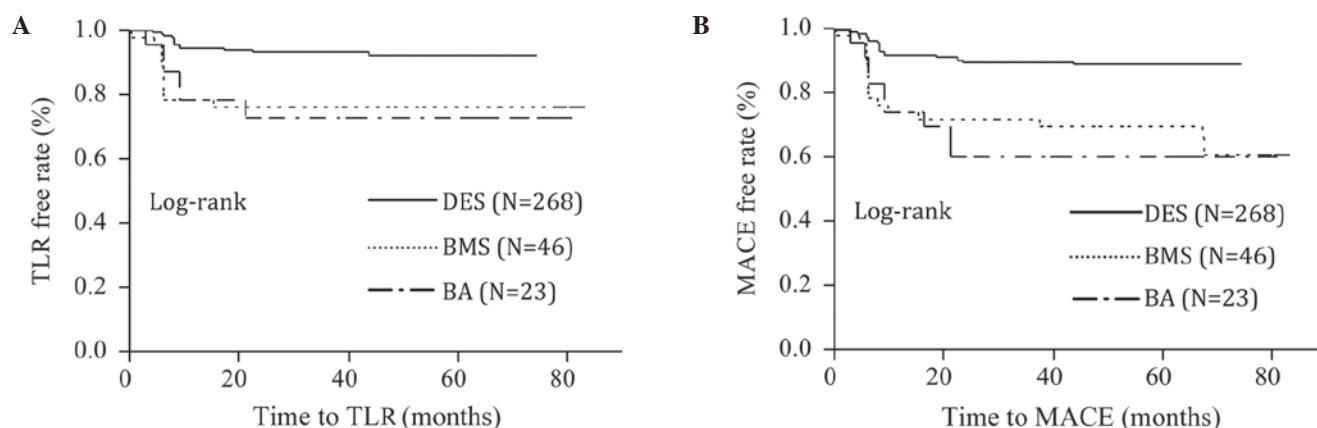 A
1.0
0.8
0.6
0.4
0.2
0.0
TLR free rate (%)
Log-rank
DES (N=268)
BMS (N=46)
BA (N=23)
0 20 40 60 80
Time to TLR (months)
B
1.0
0.8
0.6
0.4
0.2
0.0
MACE free rate (%)
Log-rank
DES (N=268)
BMS (N=46)
BA (N=23)
0 20 40 60 80
Time to MACE (months)